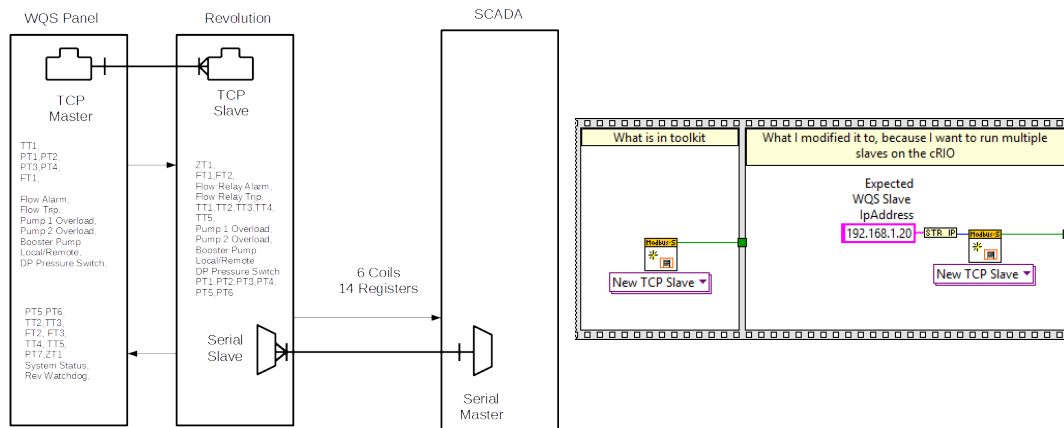 WQS Panel
Revolution
SCADA
TCP
Master
TCP
Slave
TT1,
PT1,PT2,
PT3,PT4,
FT1,
Flow Alarm,
Flow Trip,
Pump 1 Overload,
Pump 2 Overload,
Booster Pump
Local/Remote,
DP Pressure Switch,
ZT1,
FT1,FT2,
Flow Relay Alarm,
Flow Relay Trip,
TT1,TT2,TT3,TT4,
TT5,
Pump 1 Overload,
Pump 2 Overload,
Booster Pump
Local/Remote
DP Pressure Switch
PT1,PT2,PT3,PT4,
PT5,PT6
PT5,PT6,
TT2,TT3,
FT2, FT3,
TT4, TT5,
PT7,ZT1
System Status,
Rev Watchdog,
Serial
Slave
6 Coils
14 Registers
Serial
Master
What is in toolkit
Modbus-S
New TCP Slave
What I modified it to, because I want to run multiple
slaves on the cRIO
Expected
WQS Slave
IpAddress
192.168.1.20
STR IP
Modbus-S
New TCP Slave